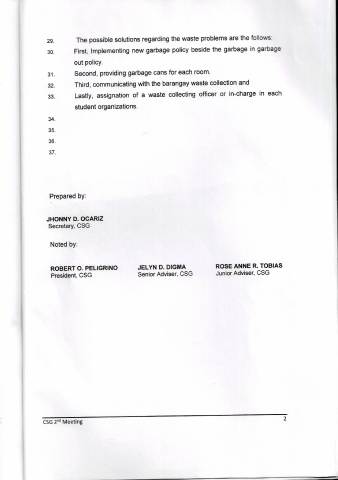 29. The possible solutions regarding the waste problems are the follows:
30. First, Implementing new garbage policy beside the garbage in garbage
out policy.
31. Second, providing garbage cans for each room.
32. Third, communicating with the barangay waste collection and
33. Lastly, assignation of a waste collecting officer or in-charge in each
student organizations.
34.
35.
36.
37.
Prepared by:
JHONNY D. OCARIZ
Secretary, CSG
Noted by:
ROBERT O. PELIGRINO JELYN D. DIGMA ROSE ANNE R. TOBIAS
President, CSG Senior Adviser, CSG Junior Adviser, CSG
CSG 2nd Meeting 2